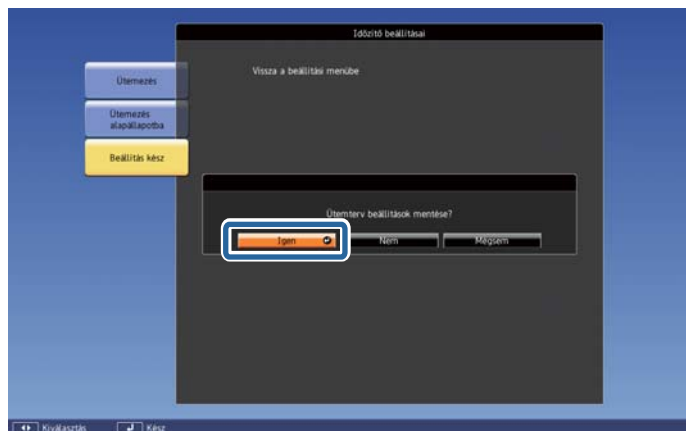 Időzítő beállításai
Vissza a beállítási menübe
Ütemezés
Ütemezés
alapállapotba
Beállítás kész
Ütemterv beállítások mentése?
Igen
Nem
Mégsem
Kiválasztás
Kész